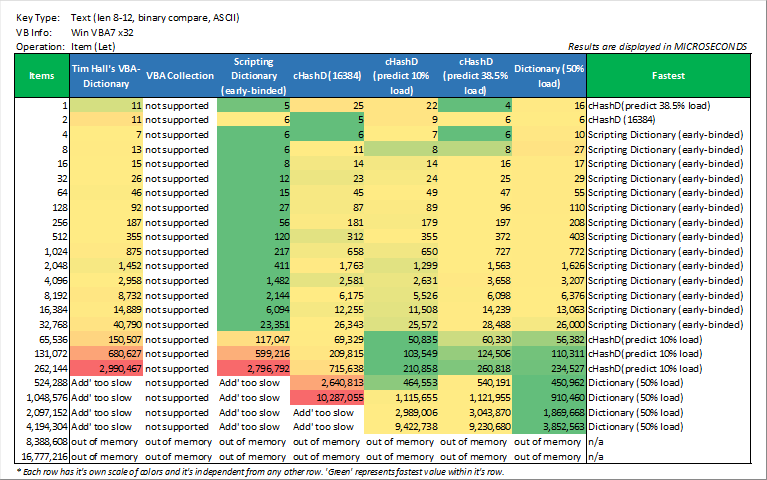 Key Type: Text (len 8-12, binary compare, ASCII)
VB Info: Win VBA7 x32
Operation: Item (Let) Results are displayed in MICROSECONDS
Items Tim Hall's VBA-Dictionary VBA Collection Scripting Dictionary (early-binded) cHashD (16384) cHashD (predict 10% load) cHashD (predict 38.5% load) Dictionary (50% load) Fastest
1 11 not supported 5 25 22 4 16 cHashD(predict 38.5% load)
2 11 not supported 6 5 9 6 6 cHashD (16384)
4 7 not supported 6 6 7 6 10 Scripting Dictionary (early-binded)
8 13 not supported 6 11 8 8 27 Scripting Dictionary (early-binded)
16 15 not supported 8 14 14 16 17 Scripting Dictionary (early-binded)
32 26 not supported 12 23 24 25 29 Scripting Dictionary (early-binded)
64 46 not supported 15 45 49 47 55 Scripting Dictionary (early-binded)
128 92 not supported 27 87 89 96 110 Scripting Dictionary (early-binded)
256 187 not supported 56 181 179 197 208 Scripting Dictionary (early-binded)
512 355 not supported 120 312 355 372 403 Scripting Dictionary (early-binded)
1,024 875 not supported 217 658 650 727 772 Scripting Dictionary (early-binded)
2,048 1,452 not supported 411 1,763 1,299 1,563 1,626 Scripting Dictionary (early-binded)
4,096 2,958 not supported 1,482 2,581 2,631 3,658 3,207 Scripting Dictionary (early-binded)
8,192 8,732 not supported 2,144 6,175 5,526 6,098 6,376 Scripting Dictionary (early-binded)
16,384 14,889 not supported 6,094 12,255 11,508 14,239 13,063 Scripting Dictionary (early-binded)
32,768 40,790 not supported 23,351 26,343 25,572 28,488 26,000 Scripting Dictionary (early-binded)
65,536 150,507 not supported 117,047 69,329 50,835 60,330 56,382 cHashD(predict 10% load)
131,072 680,627 not supported 599,216 209,815 103,549 124,506 110,311 cHashD(predict 10% load)
262,144 2,990,467 not supported 2,796,792 715,638 210,858 260,818 234,527 cHashD(predict 10% load)
524,288 Add' too slow not supported Add' too slow 2,640,813 464,553 540,191 450,962 Dictionary (50% load)
1,048,576 Add' too slow not supported Add' too slow 10,287,055 1,115,655 1,121,955 910,460 Dictionary (50% load)
2,097,152 Add' too slow not supported Add' too slow Add' too slow 2,989,006 3,043,870 1,869,668 Dictionary (50% load)
4,194,304 Add' too slow not supported Add' too slow Add' too slow 9,422,738 9,230,680 3,852,563 Dictionary (50% load)
8,388,608 out of memory out of memory out of memory out of memory out of memory out of memory out of memory n/a
16,777,216 out of memory out of memory out of memory out of memory out of memory out of memory out of memory n/a
* Each row has it's own scale of colors and it's independent from any other row. 'Green' represents fastest value within it's row.